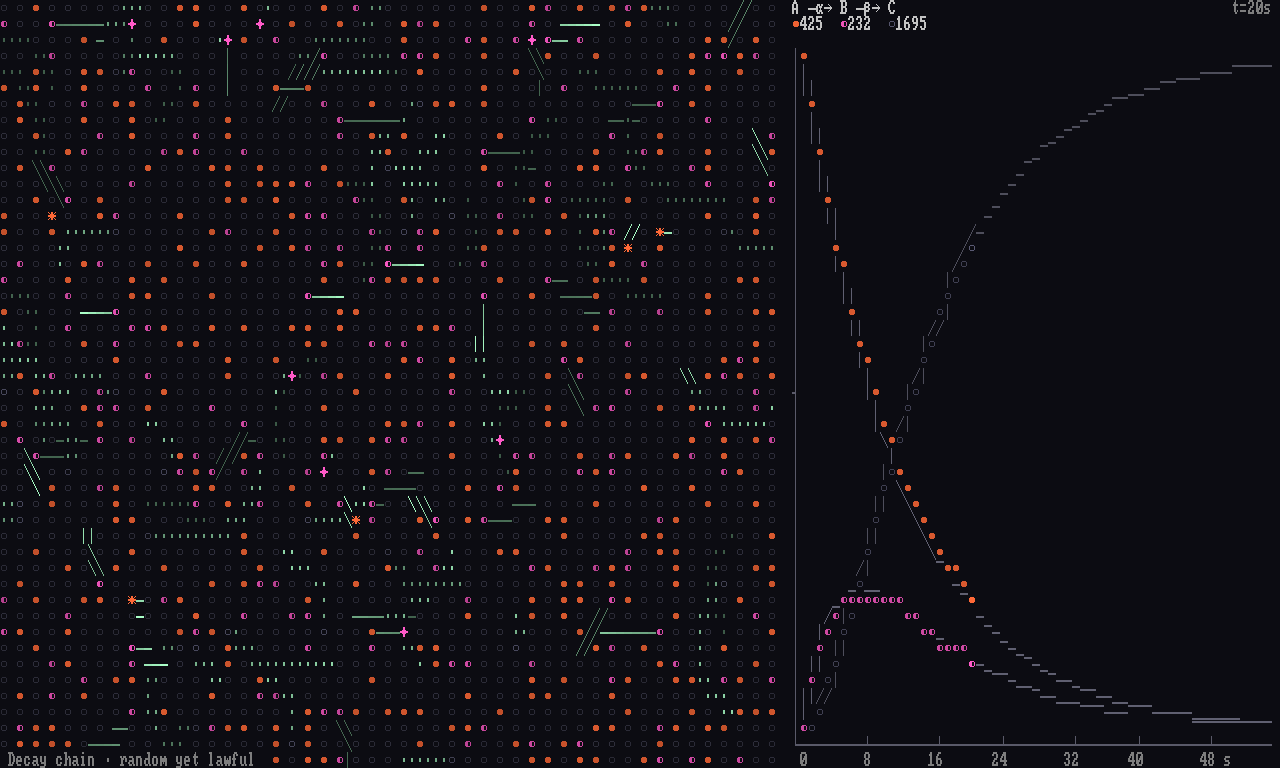 A —α→ B —β→ C
t=20s
●425 ◐232 ○1695
0 8 16 24 32 40 48 s
Decay chain · random yet lawful